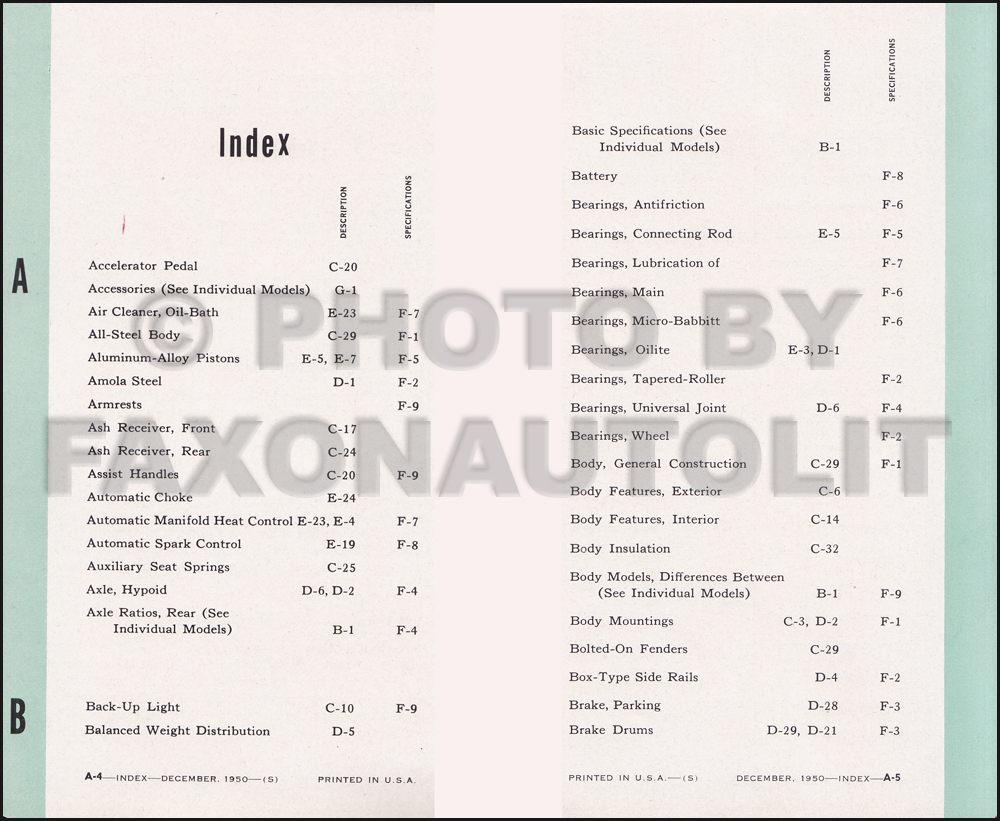 Index
DESCRIPTION SPECIFICATIONS
A
Accelerator Pedal C-20
Accessories (See Individual Models) G-1
Air Cleaner, Oil-Bath E-23 F-7
All-Steel Body C-29 F-1
Aluminum-Alloy Pistons E-5, E-7 F-5
Amola Steel D-1 F-2
Armrests F-9
Ash Receiver, Front C-17
Ash Receiver, Rear C-24
Assist Handles C-20 F-9
Automatic Choke E-24
Automatic Manifold Heat Control E-23, E-4 F-7
Automatic Spark Control E-19 F-8
Auxiliary Seat Springs C-25
Axle, Hypoid D-6, D-2 F-4
Axle Ratios, Rear (See
Individual Models) B-1 F-4
B
Back-Up Light C-10 F-9
Balanced Weight Distribution D-5
A-4—INDEX—DECEMBER, 1950—(S) PRINTED IN U.S.A.
DESCRIPTION SPECIFICATIONS
Basic Specifications (See
Individual Models) B-1
Battery F-8
Bearings, Antifriction F-6
Bearings, Connecting Rod E-5 F-5
Bearings, Lubrication of F-7
Bearings, Main F-6
Bearings, Micro-Babbitt F-6
Bearings, Oilite E-3, D-1
Bearings, Tapered-Roller F-2
Bearings, Universal Joint D-6 F-4
Bearings, Wheel F-2
Body, General Construction C-29 F-1
Body Features, Exterior C-6
Body Features, Interior C-14
Body Insulation C-32
Body Models, Differences Between
(See Individual Models) B-1 F-9
Body Mountings C-3, D-2 F-1
Bolted-On Fenders C-29
Box-Type Side Rails D-4 F-2
Brake, Parking D-28 F-3
Brake Drums D-29, D-21 F-3
PRINTED IN U.S.A.—(S) DECEMBER, 1950—INDEX—A-5
© PHOTO BY
FAXONAUTOLIT